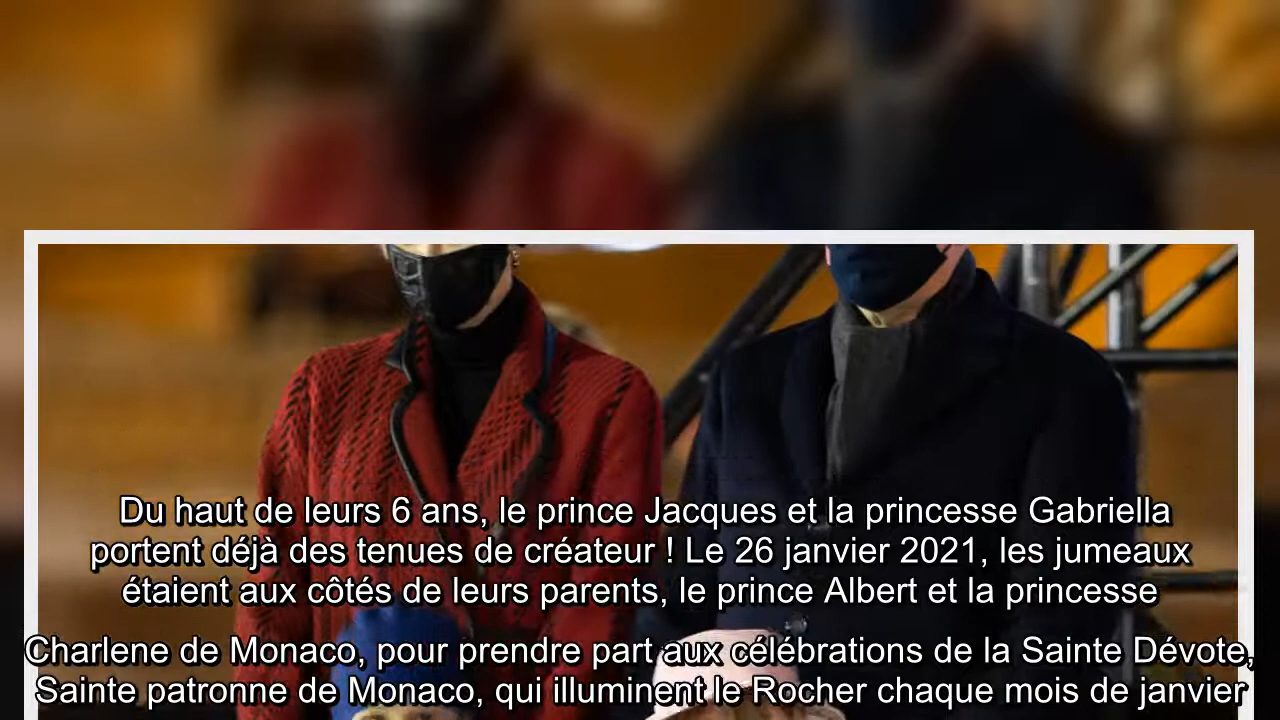 Du haut de leurs 6 ans, le prince Jacques et la princesse Gabriella
portent déjà des tenues de créateur ! Le 26 janvier 2021, les jumeaux
étaient aux côtés de leurs parents, le prince Albert et la princesse
Charlene de Monaco, pour prendre part aux célébrations de la Sainte Dévote,
Sainte patronne de Monaco, qui illuminent le Rocher chaque mois de janvier